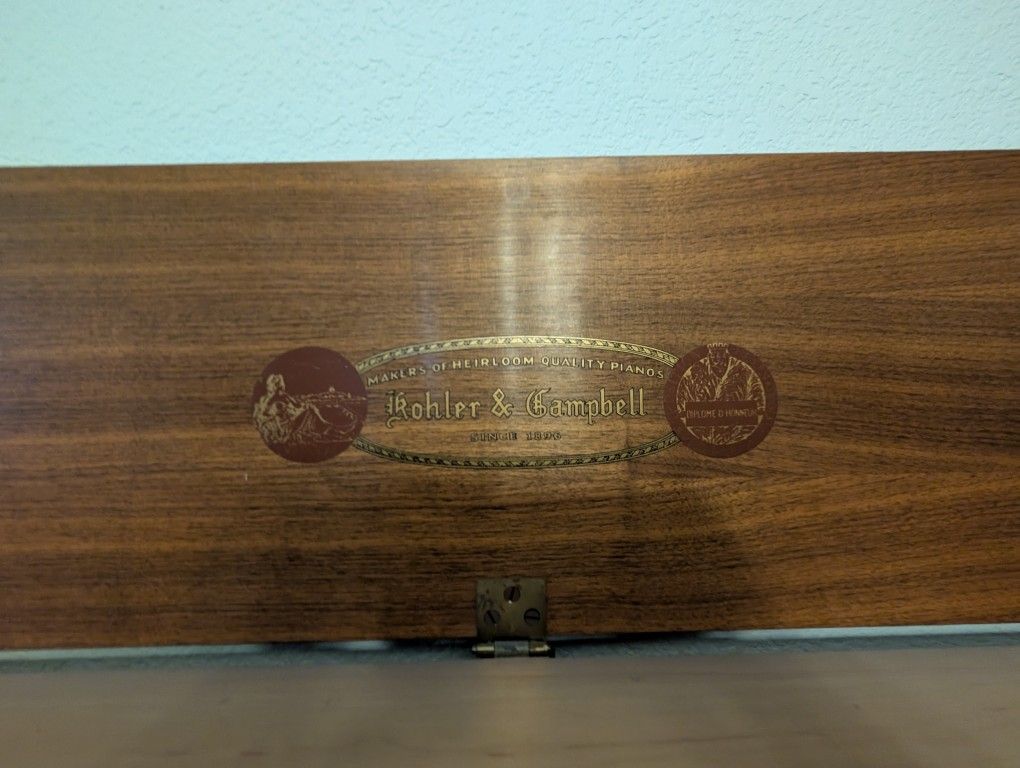 MAKERS OF HEIRLOOM QUALITY PIANOS
Kohler & Campbell
SINCE 1896
DIPLOME D'HONNEUR